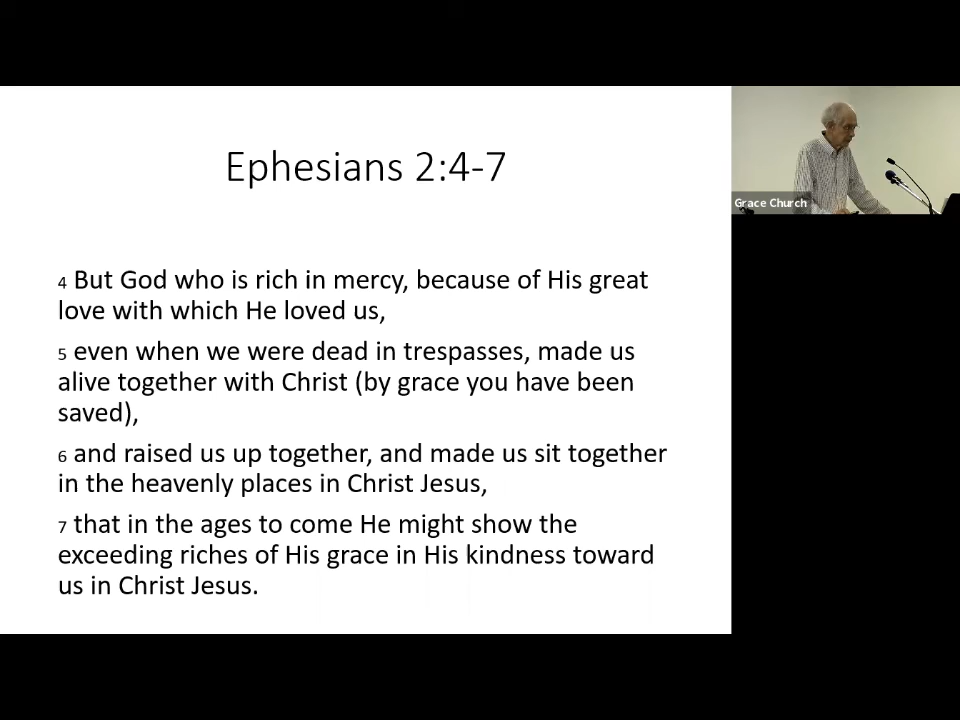 Ephesians 2:4-7
4 But God who is rich in mercy, because of His great
love with which He loved us,
5 even when we were dead in trespasses, made us
alive together with Christ (by grace you have been
saved),
6 and raised us up together, and made us sit together
in the heavenly places in Christ Jesus,
7 that in the ages to come He might show the
exceeding riches of His grace in His kindness toward
us in Christ Jesus.
Grace Church